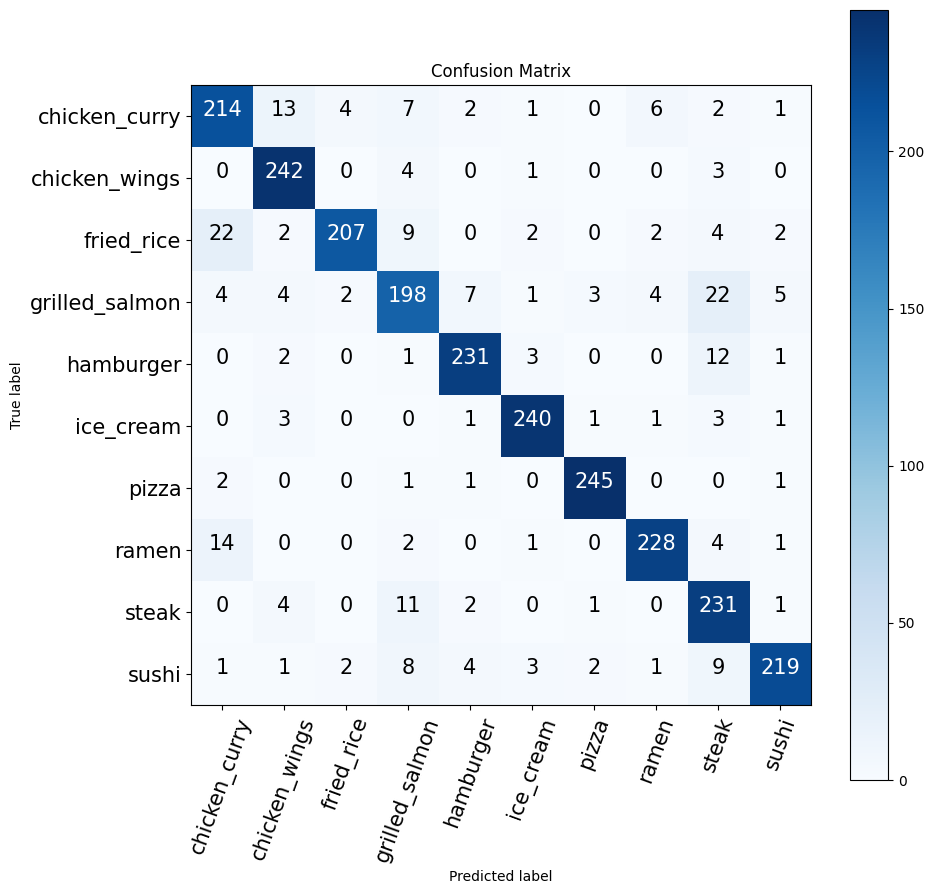 Confusion Matrix
True label
chicken_curry 214 13 4 7 2 1 0 6 2 1
chicken_wings 0 242 0 4 0 1 0 0 3 0
fried_rice 22 2 207 9 0 2 0 2 4 2
grilled_salmon 4 4 2 198 7 1 3 4 22 5
hamburger 0 2 0 1 231 3 0 0 12 1
ice_cream 0 3 0 0 1 240 1 1 3 1
pizza 2 0 0 1 1 0 245 0 0 1
ramen 14 0 0 2 0 1 0 228 4 1
steak 0 4 0 11 2 0 1 0 231 1
sushi 1 1 2 8 4 3 2 1 9 219
chicken_curry chicken_wings fried_rice grilled_salmon hamburger ice_cream pizza ramen steak sushi
Predicted label
200
150
100
50
0